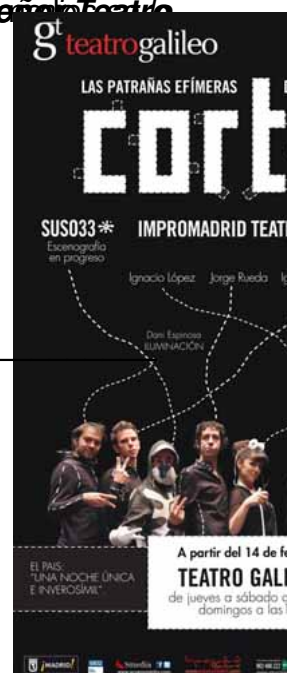 gt teatrogalileo
LAS PATRAÑAS EFÍMERAS
SUSO33* IMPROMADRID TEAT
Escenografía
en progreso
Ignacio López Jorge Rueda
Dani Espinosa
ILUMINACIÓN
EL PAIS:
"UNA NOCHE ÚNICA
E INVEROSÍMIL"
A partir del 14 de fe
TEATRO GALI
de jueves a sábado
domingos a las
¡MADRID!